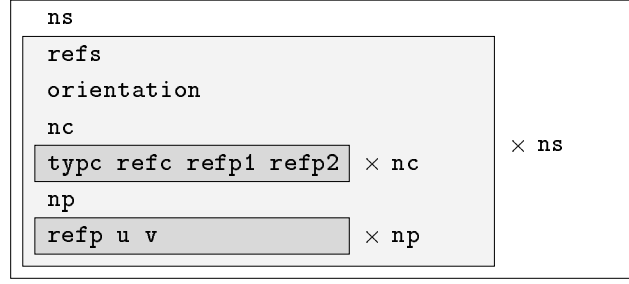 ns
refs
orientation
nc
typc refc refp1 refp2 × nc
× ns
np
refp u v × np